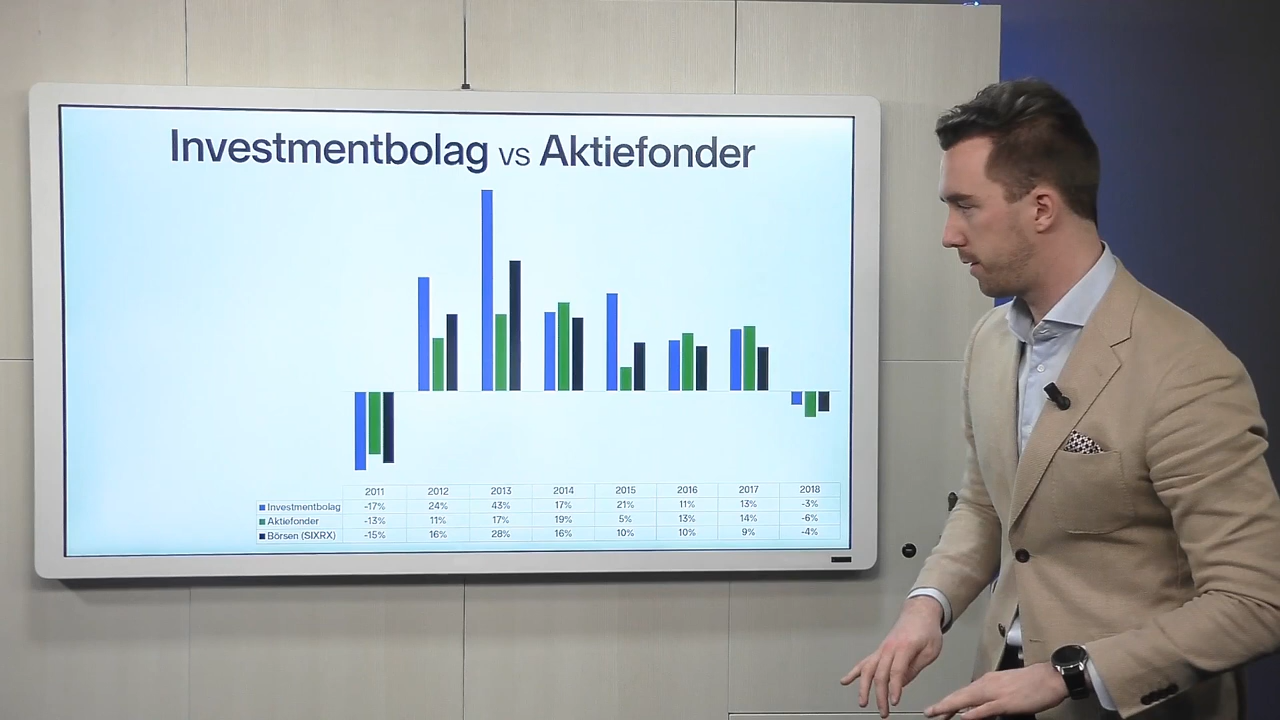 Investmentbolag vs Aktiefonder
2011 2012 2013 2014 2015 2016 2017 2018
Investmentbolag -17% 24% 43% 17% 21% 11% 13% -3%
Aktiefonder -13% 11% 17% 19% 5% 13% 14% -6%
Börsen (SIXRX) -15% 16% 28% 16% 10% 10% 9% -4%